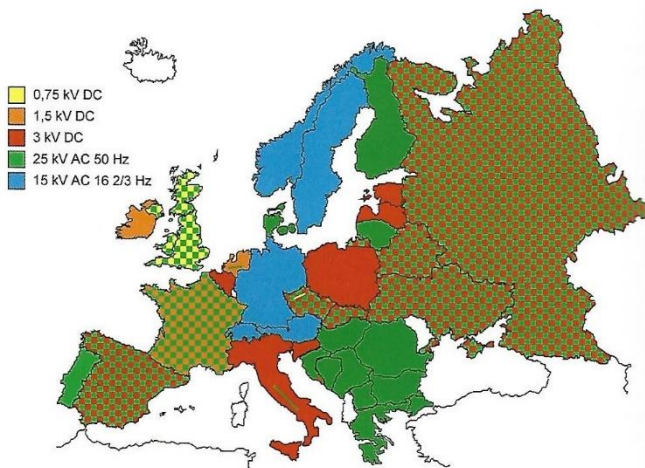 0,75 kV DC
1,5 kV DC
3 kV DC
25 kV AC 50 Hz
15 kV AC 16 2/3 Hz